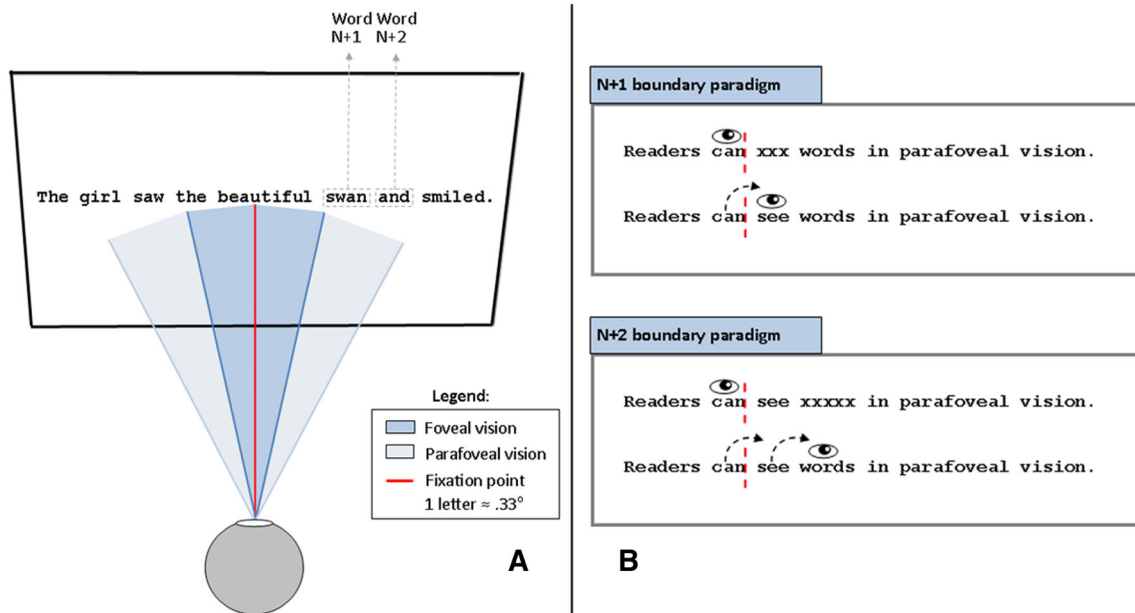 Word Word
N+1 N+2
The girl saw the beautiful swan and smiled.
Legend:
Foveal vision
Parafoveal vision
Fixation point
1 letter ≈ .33°
A
N+1 boundary paradigm
Readers can xxx words in parafoveal vision.
Readers can see words in parafoveal vision.
N+2 boundary paradigm
Readers can see xxxxx in parafoveal vision.
Readers can see words in parafoveal vision.
B